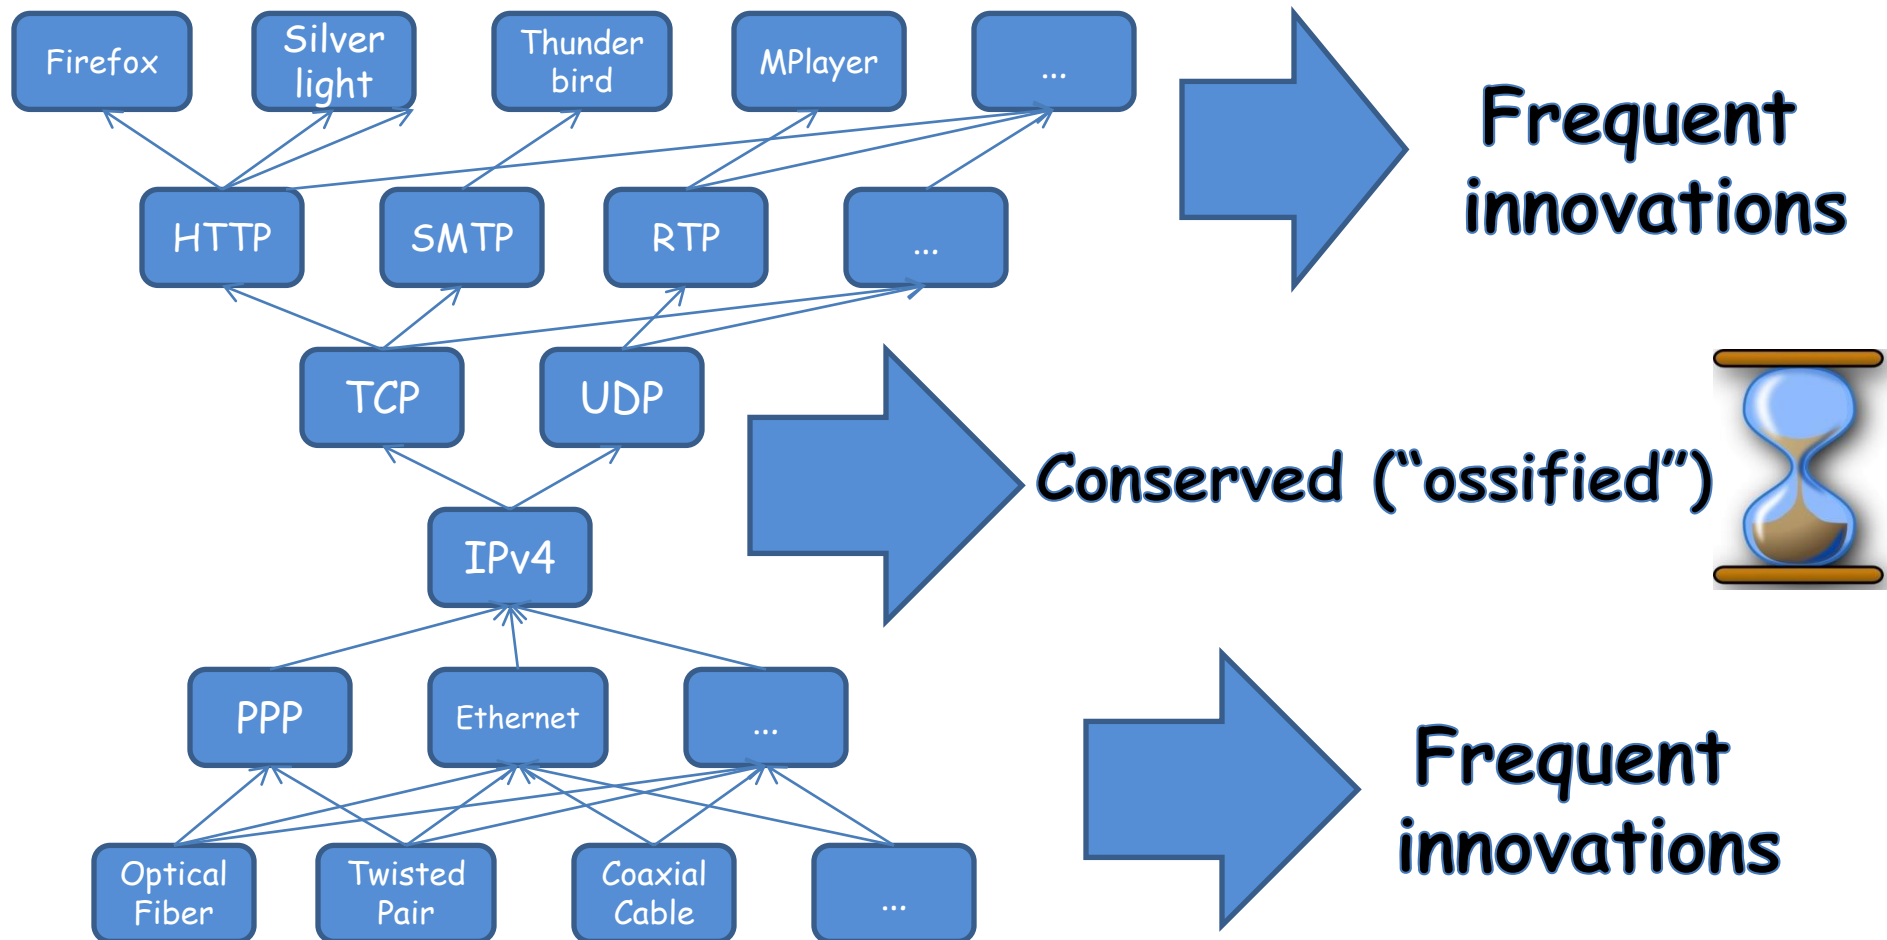 Firefox
Silver
light
Thunder
bird
MPlayer
...
Frequent
innovations
HTTP
SMTP
RTP
...
TCP
UDP
Conserved (“ossified”)
IPv4
PPP
Ethernet
...
Frequent
innovations
Optical
Fiber
Twisted
Pair
Coaxial
Cable
...